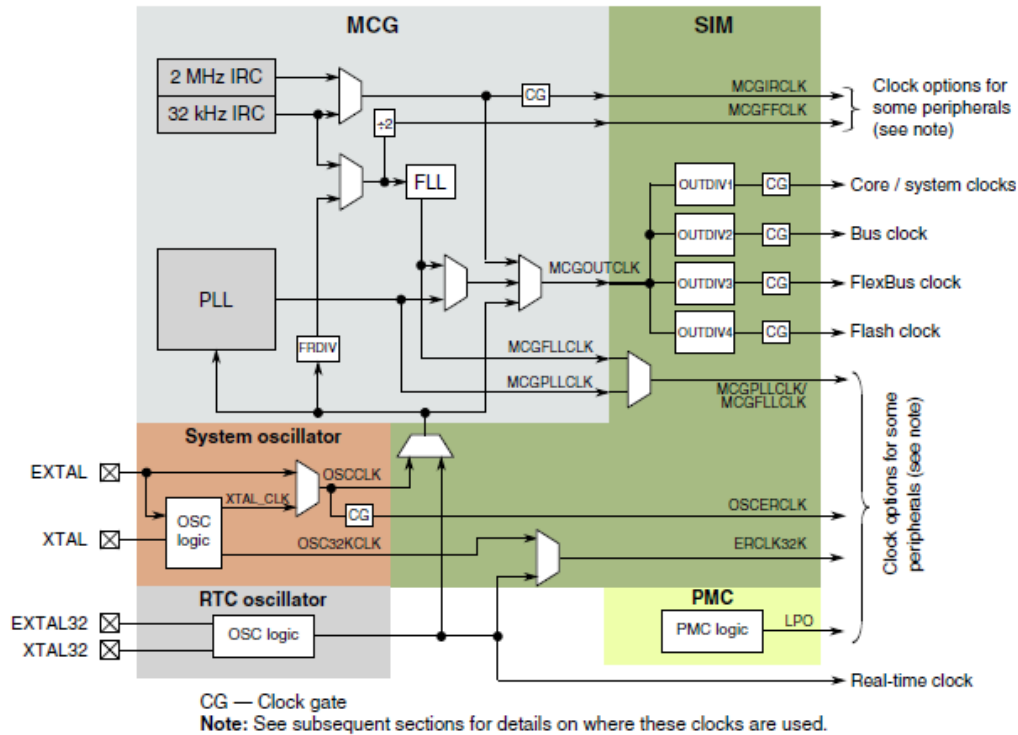 MCG
SIM
2 MHz IRC
32 kHz IRC
CG
MCGIRCLK
MCGFFCLK
Clock options for
some peripherals
(see note)
÷2
FLL
OUTDIV1
CG
Core / system clocks
OUTDIV2
CG
Bus clock
MCGOUTCLK
OUTDIV3
CG
FlexBus clock
PLL
OUTDIV4
CG
Flash clock
FRDIV
MCGFLLCLK
MCGPLLCLK
MCGPLLCLK/
MCGFLLCLK
Clock options for some
peripherals (see note)
System oscillator
EXTAL
OSCCLK
XTAL_CLK
OSC
logic
CG
OSCERCLK
XTAL
OSC32KCLK
ERCLK32K
RTC oscillator
PMC
EXTAL32
XTAL32
OSC logic
PMC logic
LPO
Real-time clock
CG — Clock gate
Note: See subsequent sections for details on where these clocks are used.